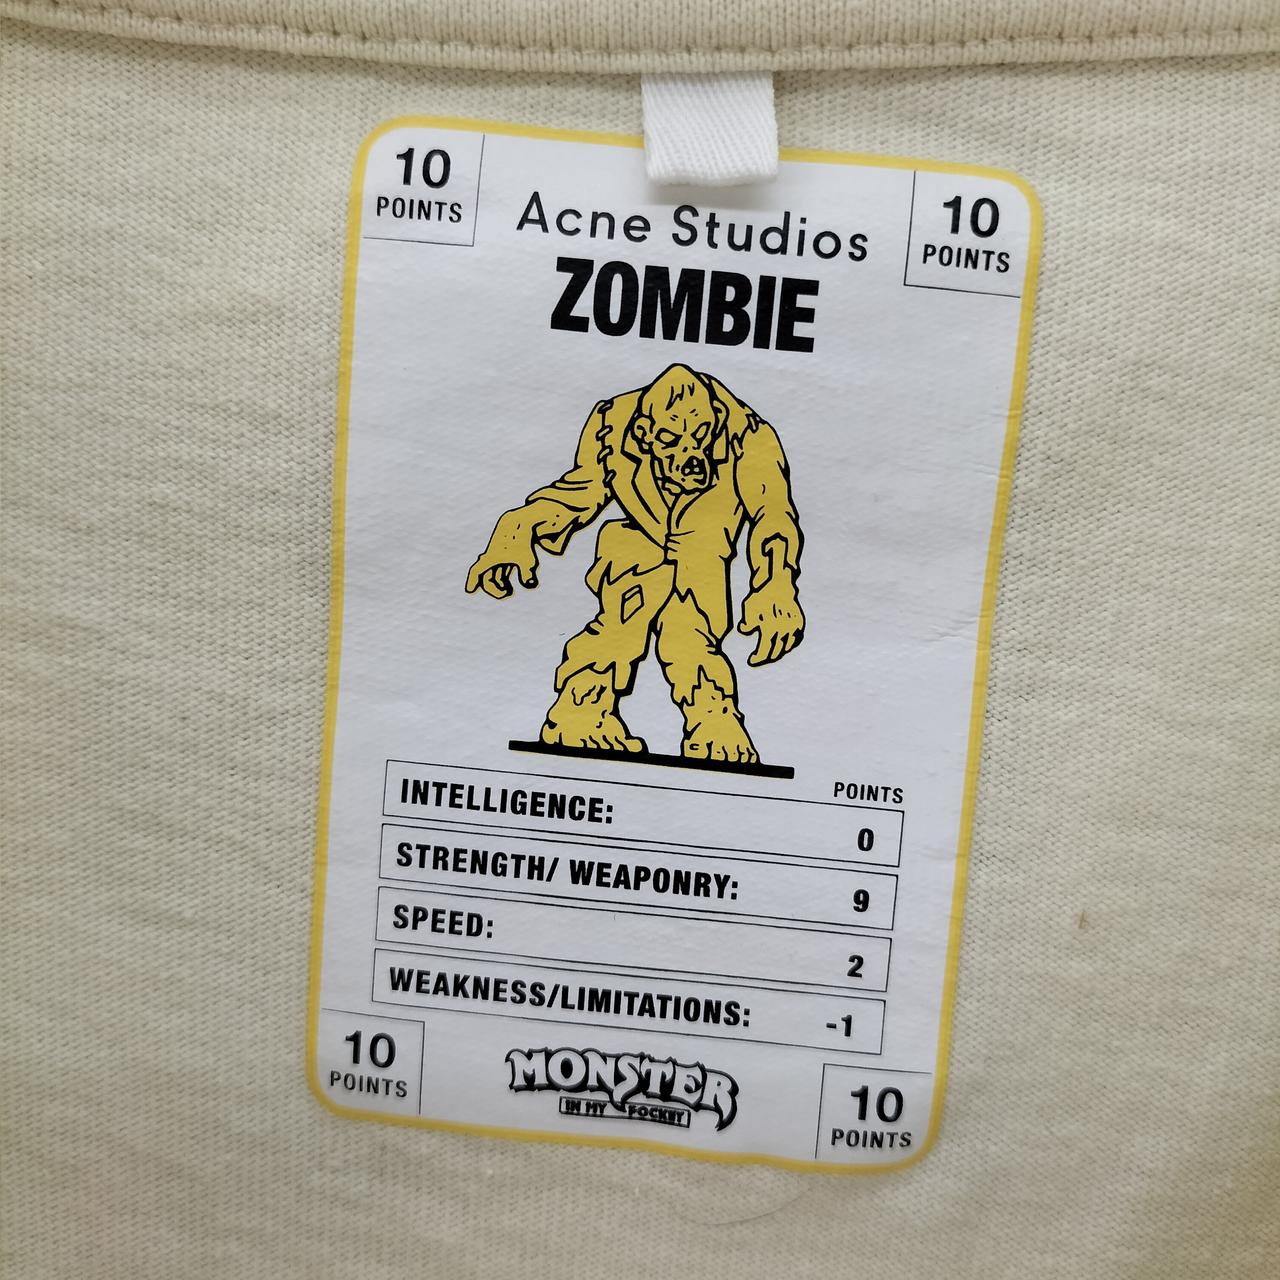 10
POINTS
10
POINTS
Acne Studios
ZOMBIE
POINTS
INTELLIGENCE: 0
STRENGTH/ WEAPONRY: 9
SPEED: 2
WEAKNESS/LIMITATIONS: -1
10
POINTS
MONSTER
IN MY POCKET
10
POINTS